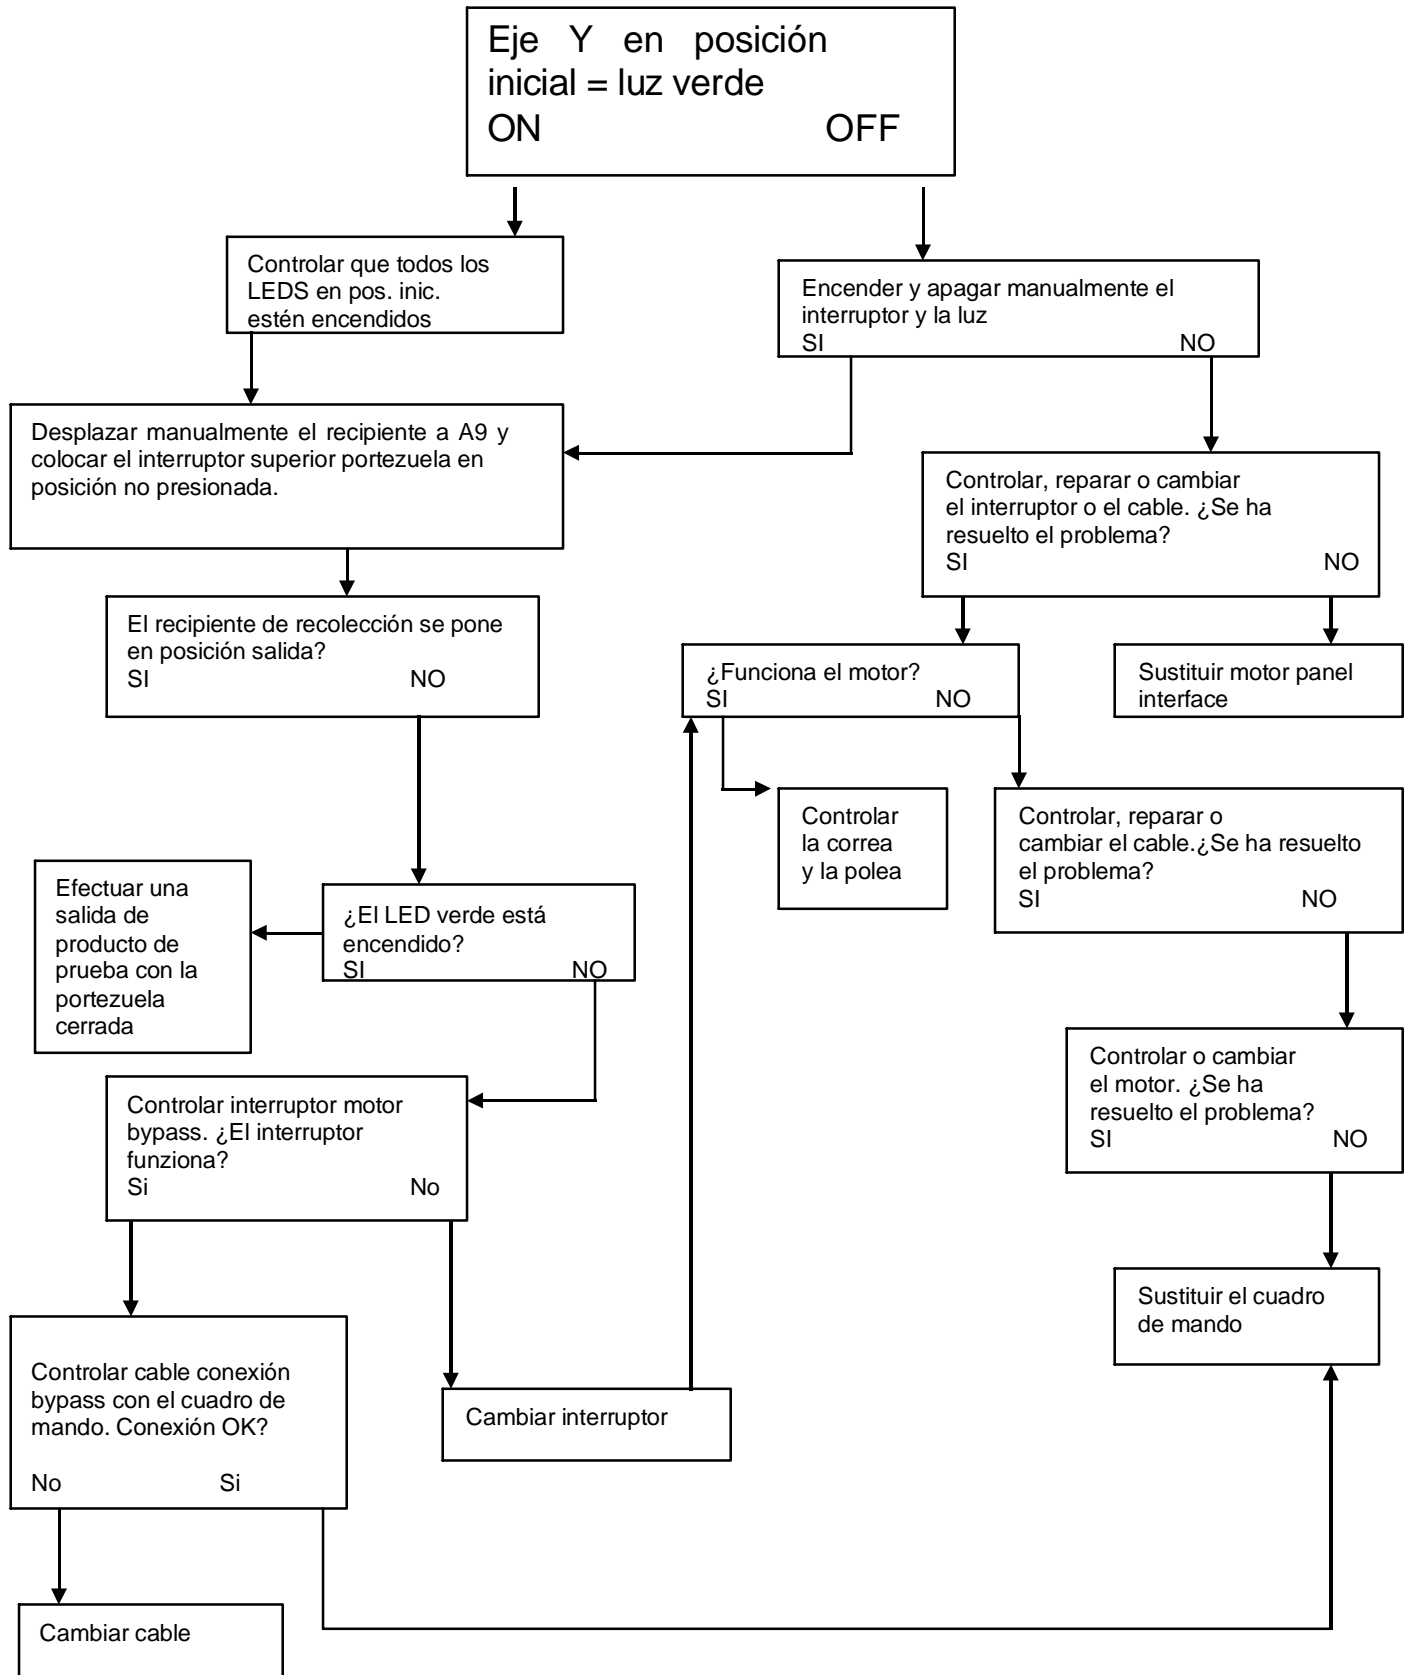 Eje Y en posición
inicial = luz verde
ON OFF
Controlar que todos los
LEDS en pos. inic.
estén encendidos
Encender y apagar manualmente el
interruptor y la luz
SI NO
Desplazar manualmente el recipiente a A9 y
colocar el interruptor superior portezuela en
posición no presionada.
Controlar, reparar o cambiar
el interruptor o el cable. ¿Se ha
resuelto el problema?
SI NO
El recipiente de recolección se pone
en posición salida?
SI NO
¿Funciona el motor?
SI NO
Sustituir motor panel
interface
Controlar
la correa
y la polea
Controlar, reparar o
cambiar el cable.¿Se ha resuelto
el problema?
SI NO
Efectuar una
salida de
producto de
prueba con la
portezuela
cerrada
¿El LED verde está
encendido?
SI NO
Controlar o cambiar
el motor. ¿Se ha
resuelto el problema?
SI NO
Controlar interruptor motor
bypass. ¿El interruptor
funciona?
Si No
Sustituir el cuadro
de mando
Controlar cable conexión
bypass con el cuadro de
mando. Conexión OK?
No Si
Cambiar interruptor
Cambiar cable